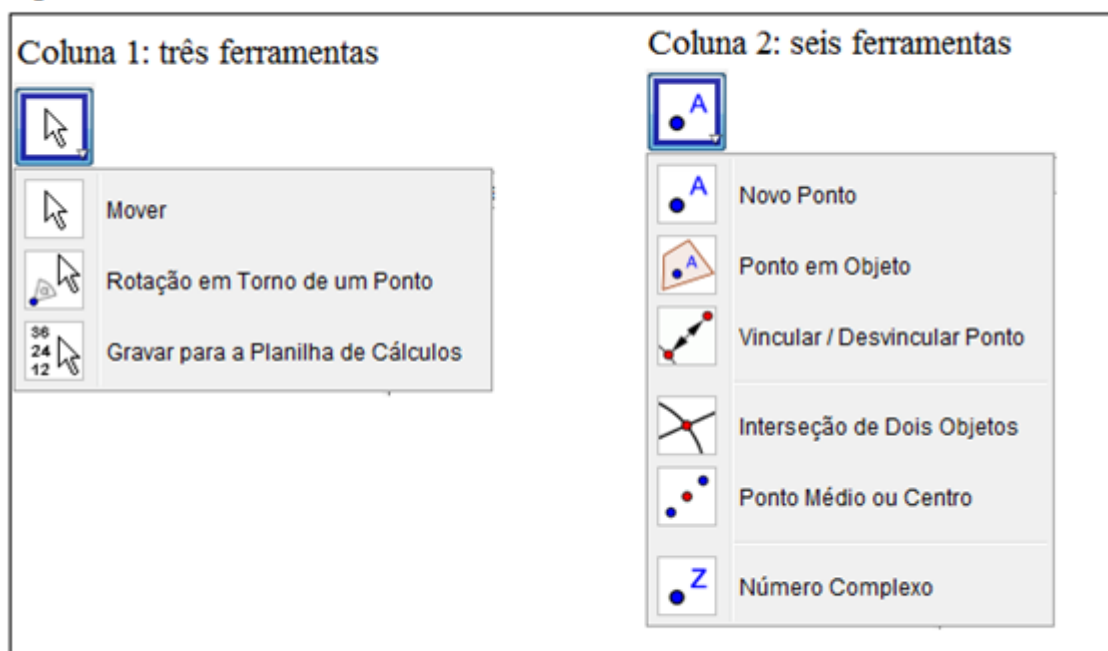 Coluna 1: três ferramentas
Mover
Rotação em Torno de um Ponto
36
24
12
Gravar para a Planilha de Cálculos
Coluna 2: seis ferramentas
A
A
Novo Ponto
A
Ponto em Objeto
Vincular / Desvincular Ponto
Interseção de Dois Objetos
Ponto Médio ou Centro
Z
Número Complexo